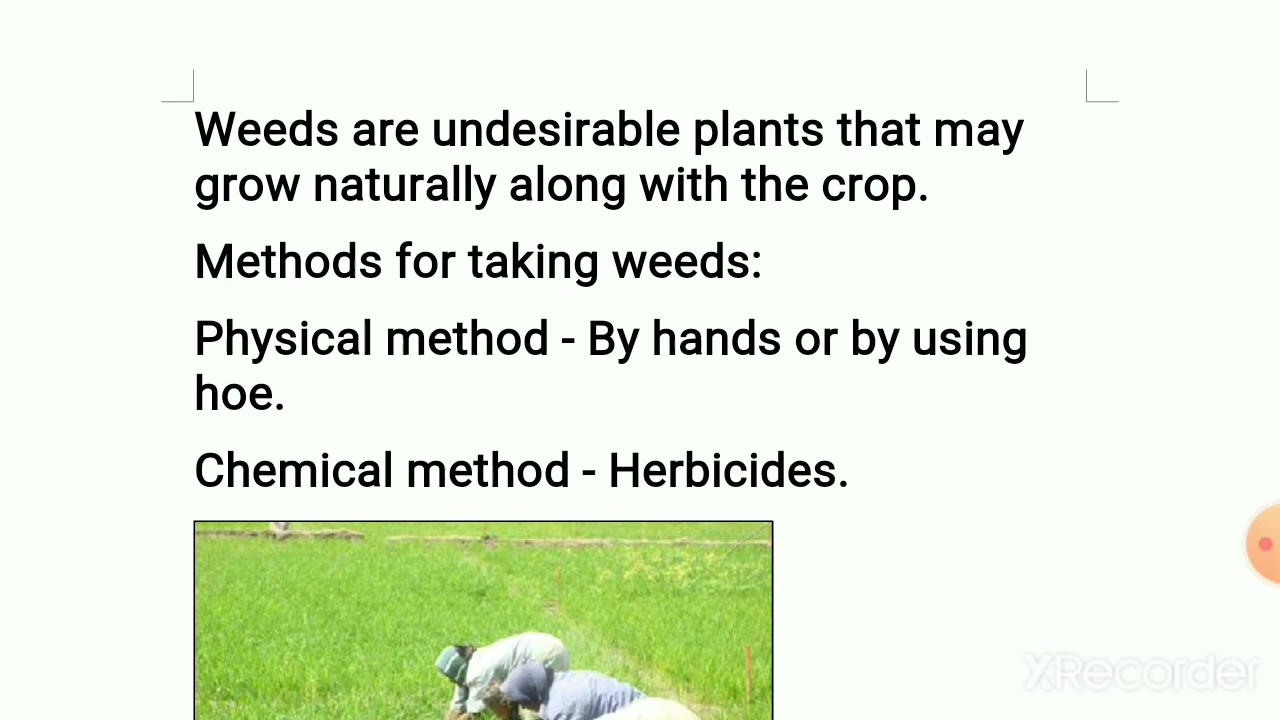 Weeds are undesirable plants that may
grow naturally along with the crop.
Methods for taking weeds:
Physical method - By hands or by using
hoe.
Chemical method - Herbicides.
XRecorder